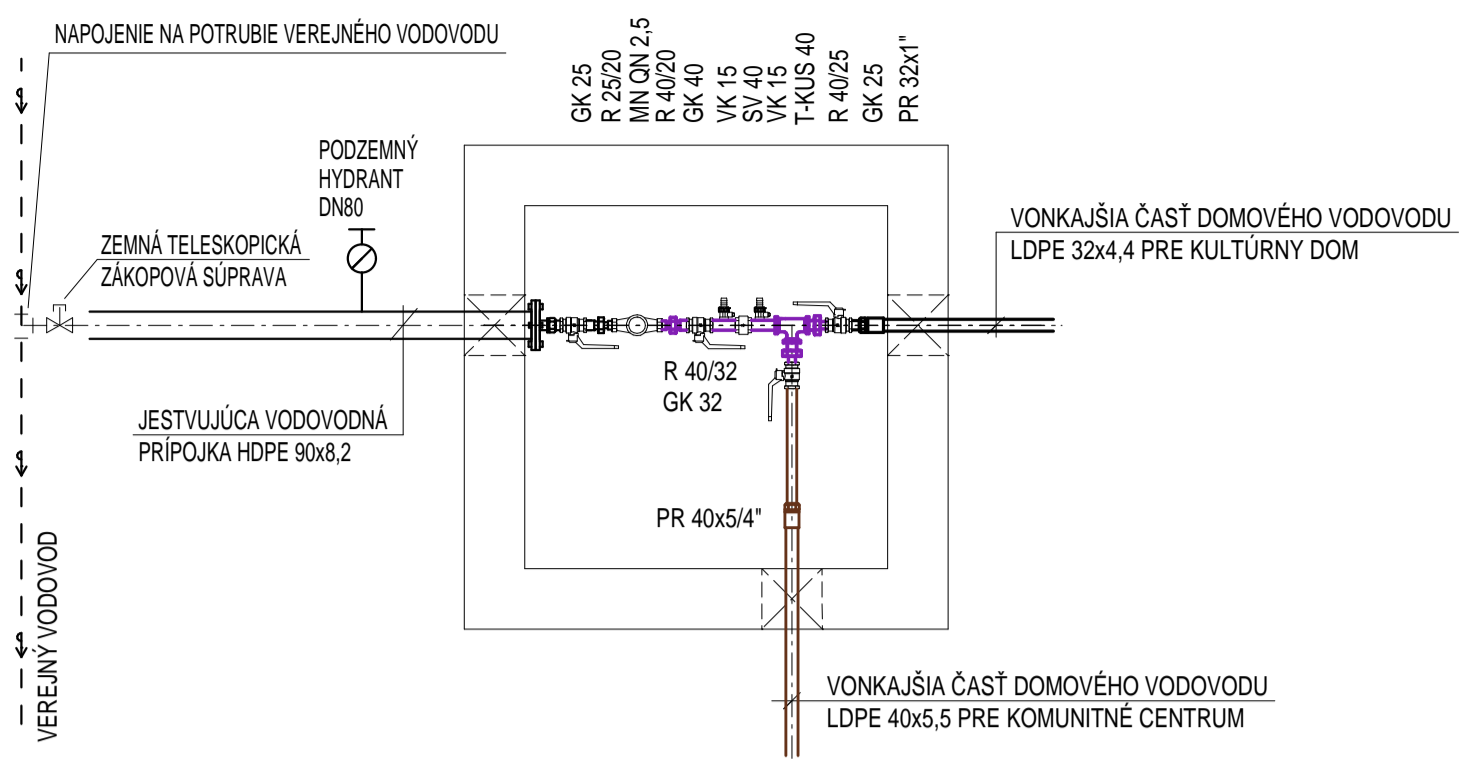 NAPOJENIE NA POTRUBIE VEREJNÉHO VODOVODU
GK 25
R 25/20
MN QN 2,5
R 40/20
GK 40
VK 15
SV 40
VK 15
T-KUS 40
R 40/25
GK 25
PR 32x1"
PODZEMNÝ
HYDRANT
DN80
ZEMNÁ TELESKOPICKÁ
ZÁKOPOVÁ SÚPRAVA
VONKAJŠIA ČASŤ DOMOVÉHO VODOVODU
LDPE 32x4,4 PRE KULTÚRNY DOM
R 40/32
GK 32
JESTVUJÚCA VODOVODNÁ
PRÍPOJKA HDPE 90x8,2
PR 40x5/4"
VEREJNÝ VODOVOD
VONKAJŠIA ČASŤ DOMOVÉHO VODOVODU
LDPE 40x5,5 PRE KOMUNITNÉ CENTRUM